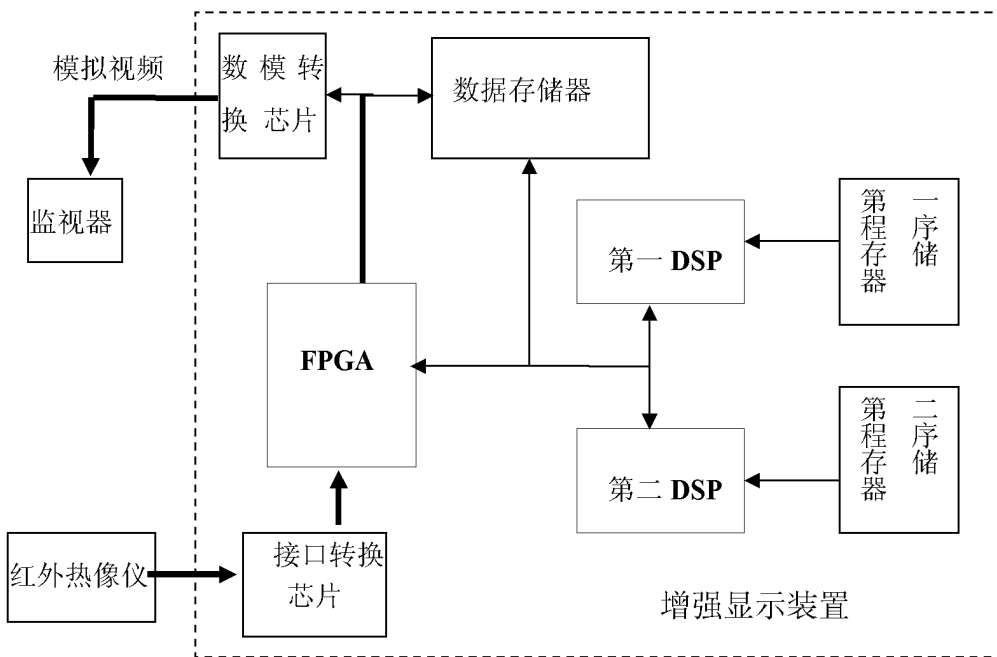 模拟视频
数 模 转
换 芯片
数据存储器
监视器
第一
程序
存储
器
第一 DSP
FPGA
第二
程序
存储
器
第二 DSP
接口转换
芯片
红外热像仪
增强显示装置